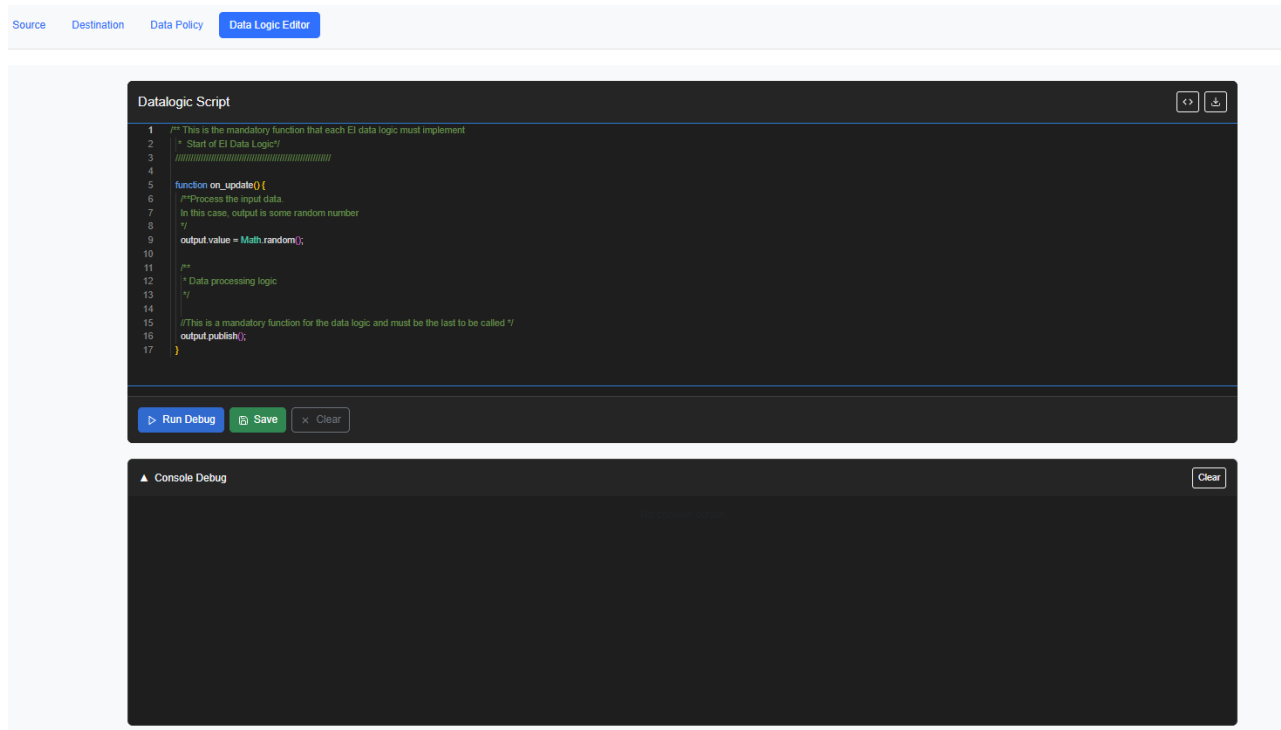 Source Destination Data Policy Data Logic Editor
Datalogic Script
1 /** This is the mandatory function that each EI data logic must implement
2 * Start of EI Data Logic*/
3 ////////////////////////////////////////////////////////////
4
5 function on_update() {
6 /**Process the input data.
7 In this case, output is some random number
8 */
9 output.value = Math.random();
10
11 /**
12 * Data processing logic
13 */
14
15 //This is a mandatory function for the data logic and must be the last to be called */
16 output.publish();
17 }
Run Debug Save Clear
▲ Console Debug Clear